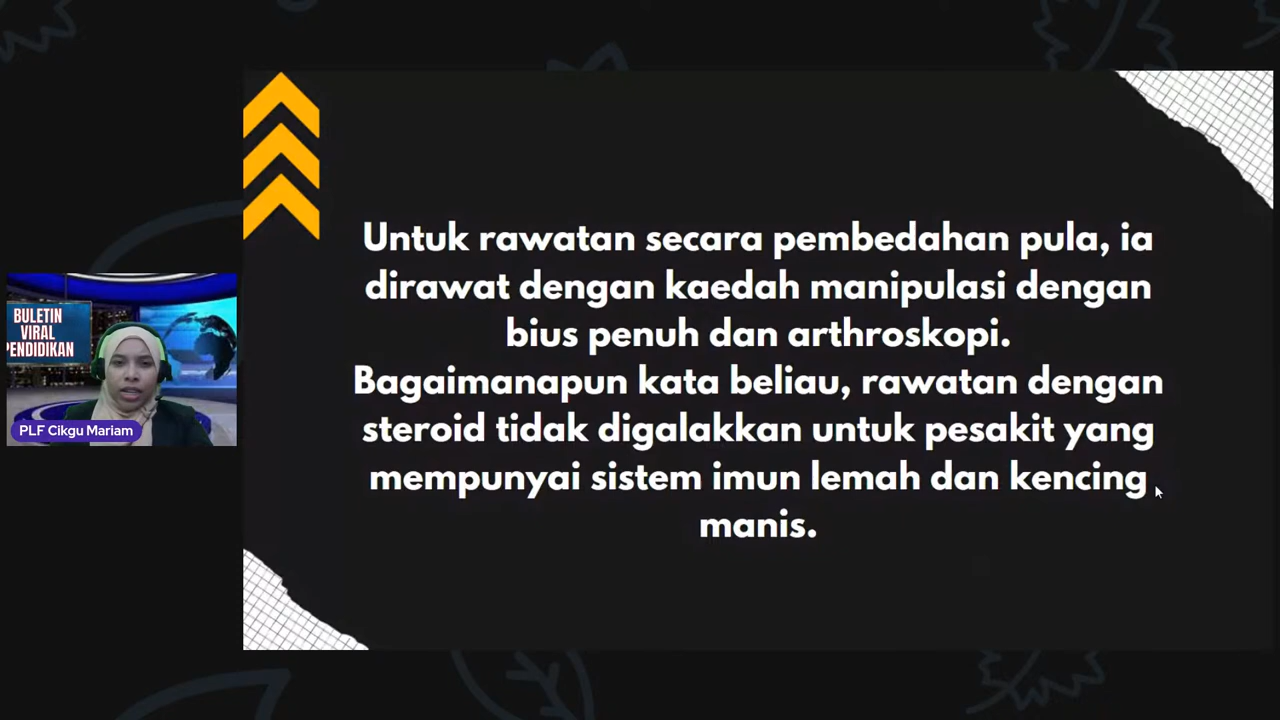 BULETIN
VIRAL
PENDIDIKAN
PLF Cikgu Mariam
Untuk rawatan secara pembedahan pula, ia
dirawat dengan kaedah manipulasi dengan
bius penuh dan arthroskopi.
Bagaimanapun kata beliau, rawatan dengan
steroid tidak digalakkan untuk pesakit yang
mempunyai sistem imun lemah dan kencing
manis.